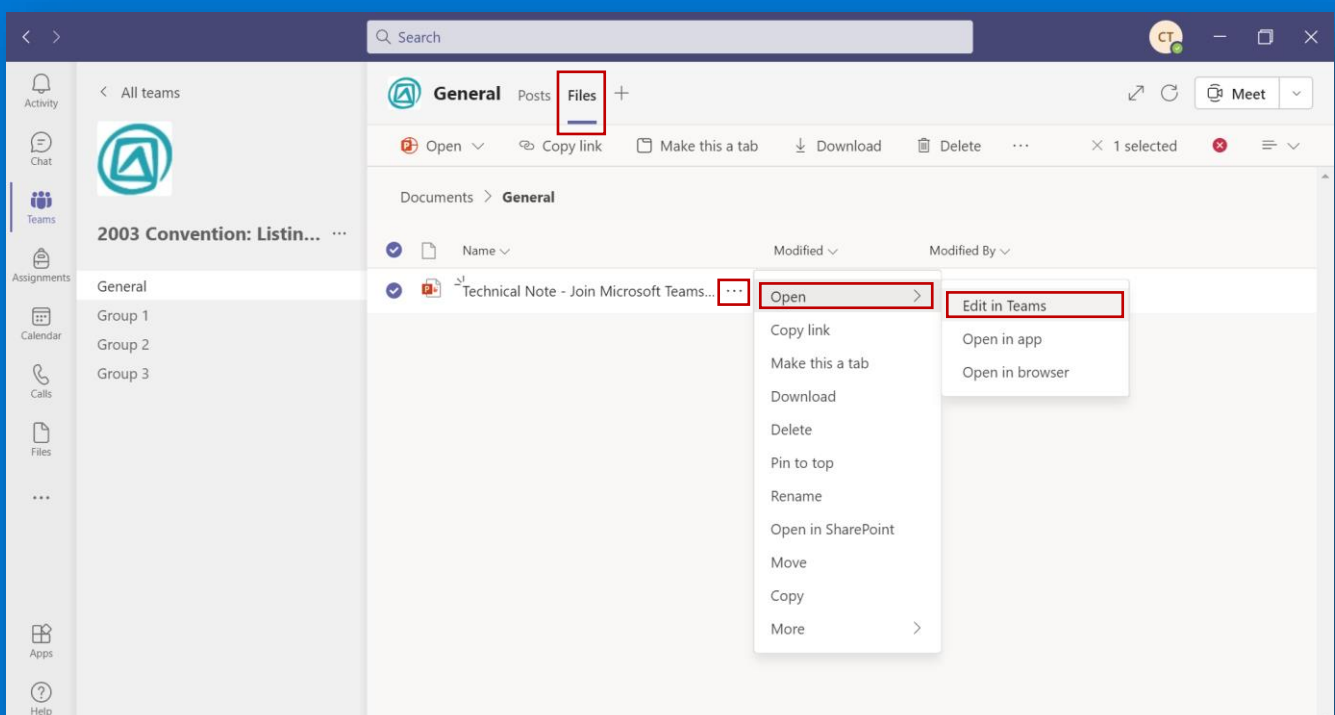 Search
CT
Activity
Chat
Teams
Assignments
Calendar
Calls
Files
...
Apps
Help
All teams
2003 Convention: Listin... ...
General
Group 1
Group 2
Group 3
General Posts Files +
Meet
Open Copy link Make this a tab Download Delete ... 1 selected
Documents > General
Name Modified Modified By
Technical Note - Join Microsoft Teams... ...
Open >
Copy link
Make this a tab
Download
Delete
Pin to top
Rename
Open in SharePoint
Move
Copy
More >
Edit in Teams
Open in app
Open in browser